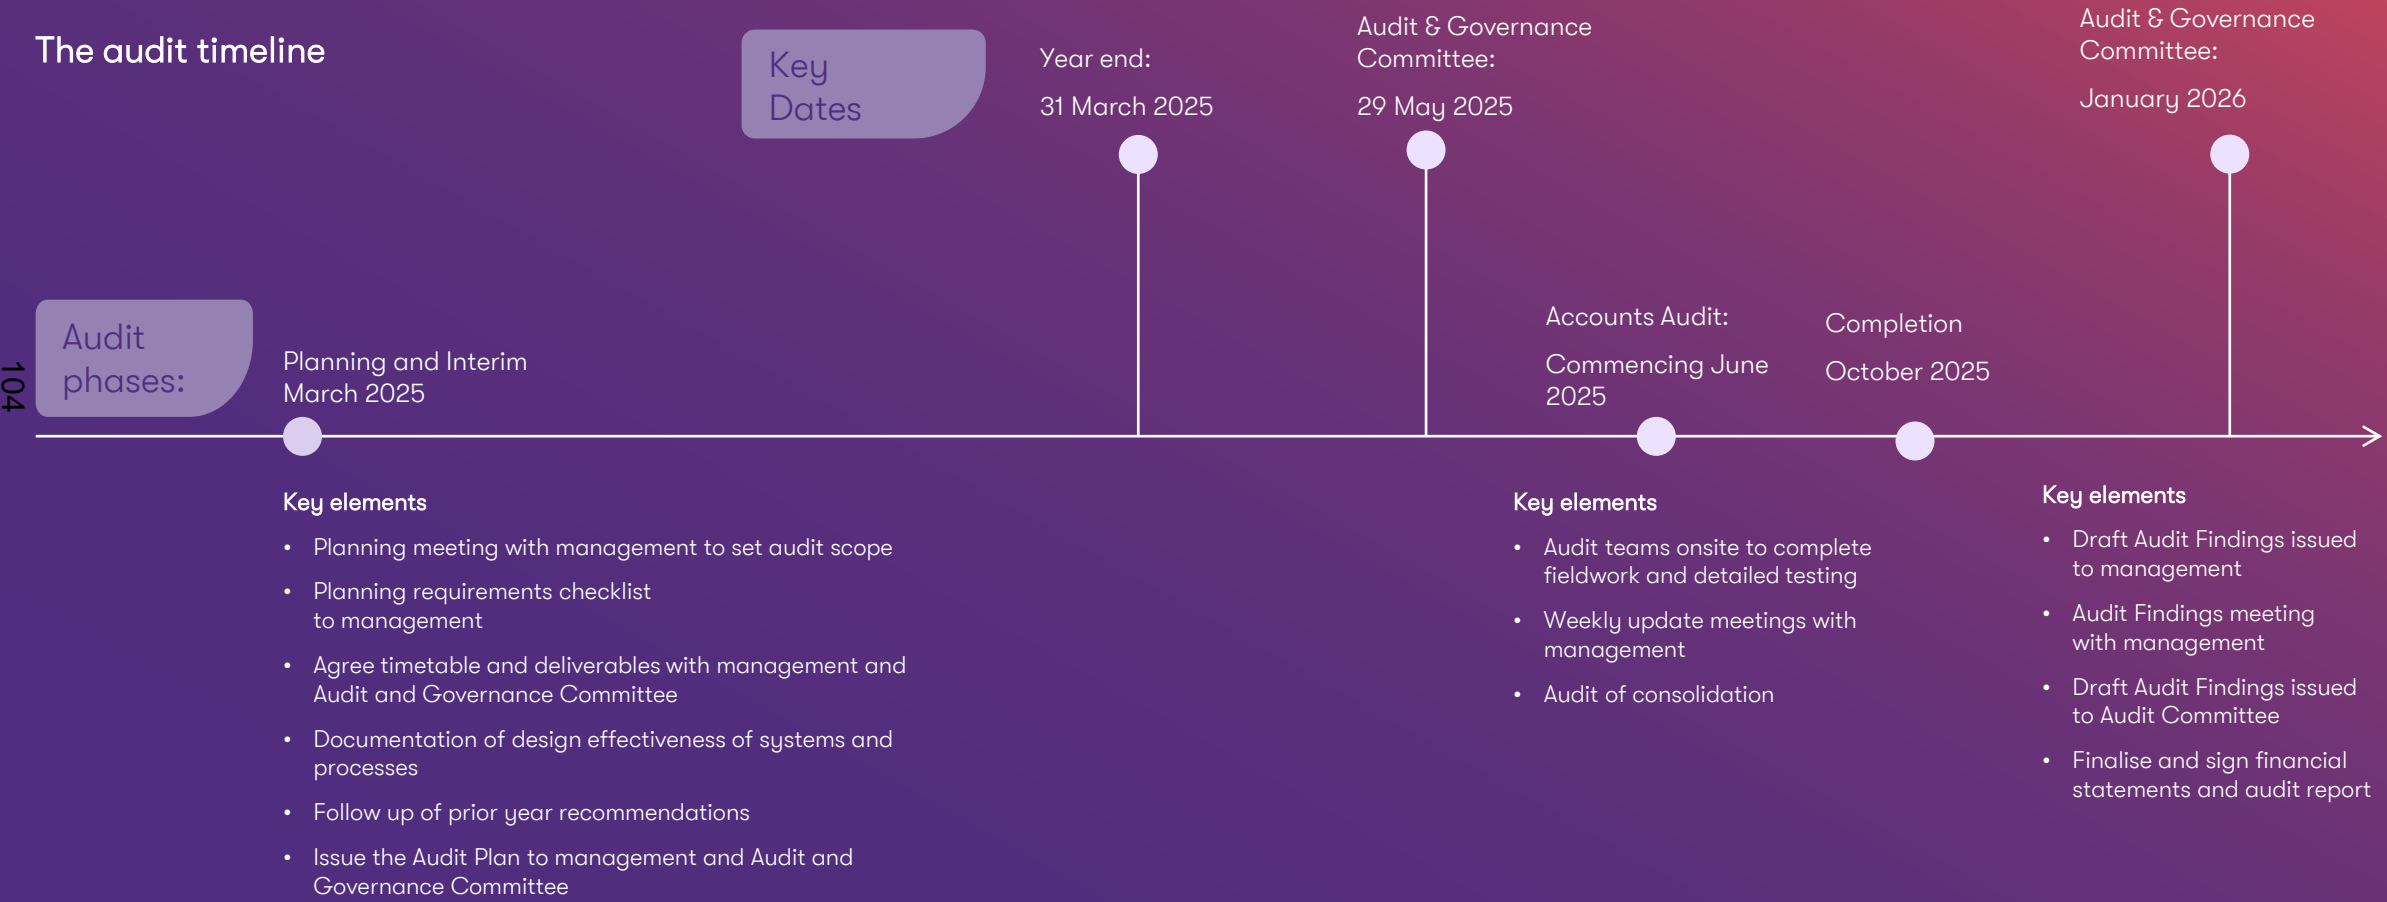 The audit timeline
Key
Dates
Year end:
31 March 2025
Audit & Governance
Committee:
29 May 2025
Audit & Governance
Committee:
January 2026
Audit
phases:
104
Planning and Interim
March 2025
Accounts Audit:
Commencing June
2025
Completion
October 2025
Key elements
• Planning meeting with management to set audit scope
• Planning requirements checklist
to management
• Agree timetable and deliverables with management and
Audit and Governance Committee
• Documentation of design effectiveness of systems and
processes
• Follow up of prior year recommendations
• Issue the Audit Plan to management and Audit and
Governance Committee
Key elements
• Audit teams onsite to complete
fieldwork and detailed testing
• Weekly update meetings with
management
• Audit of consolidation
Key elements
• Draft Audit Findings issued
to management
• Audit Findings meeting
with management
• Draft Audit Findings issued
to Audit Committee
• Finalise and sign financial
statements and audit report